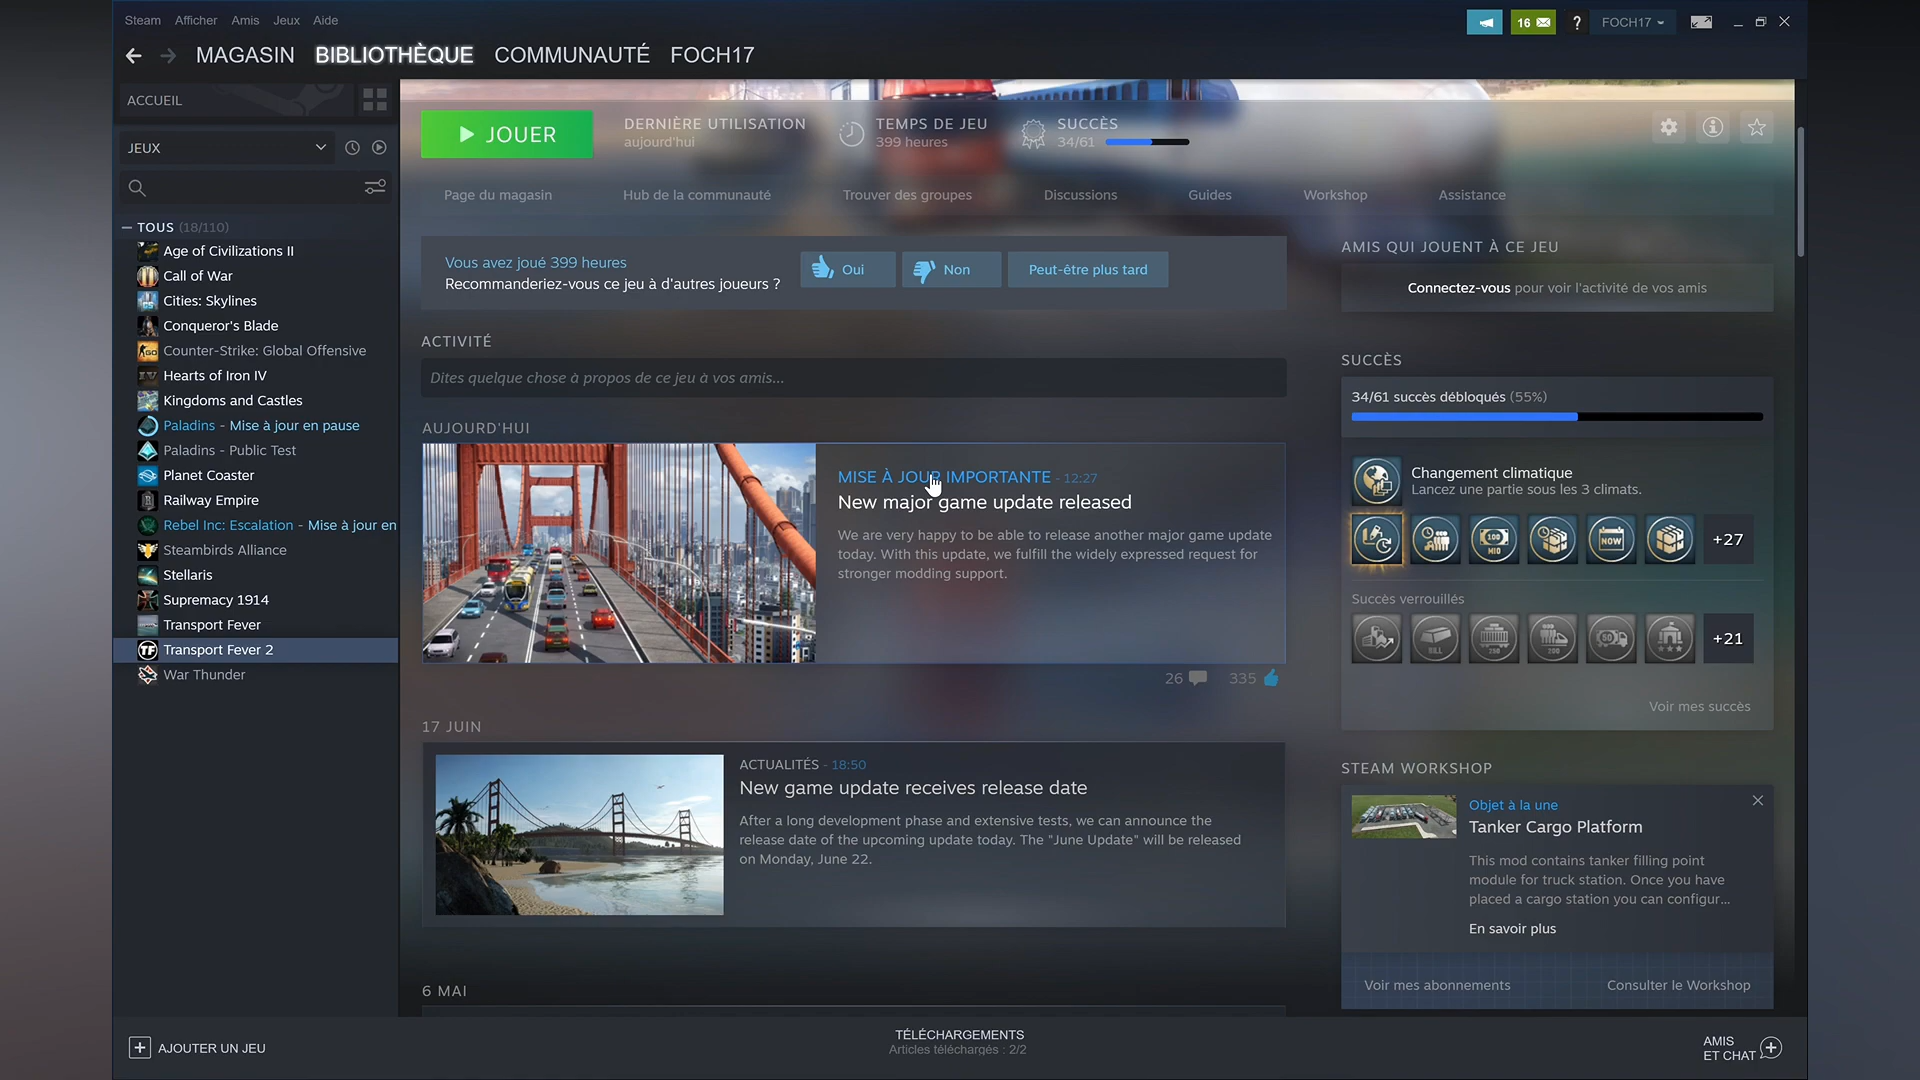 Steam Afficher Amis Jeux Aide
16
?
FOCH17
MAGASIN BIBLIOTHÈQUE COMMUNAUTÉ FOCH17
ACCUEIL
JEUX
TOUS (18/110)
Age of Civilizations II
Call of War
Cities: Skylines
Conqueror's Blade
Counter-Strike: Global Offensive
Hearts of Iron IV
Kingdoms and Castles
Paladins - Mise à jour en pause
Paladins - Public Test
Planet Coaster
Railway Empire
Rebel Inc: Escalation - Mise à jour en
Steambirds Alliance
Stellaris
Supremacy 1914
Transport Fever
TF Transport Fever 2
War Thunder
JOUER
DERNIÈRE UTILISATION
aujourd'hui
TEMPS DE JEU
399 heures
SUCCÈS
34/61
Page du magasin Hub de la communauté Trouver des groupes Discussions Guides Workshop Assistance
Vous avez joué 399 heures
Recommanderiez-vous ce jeu à d'autres joueurs ?
Oui
Non
Peut-être plus tard
ACTIVITÉ
Dites quelque chose à propos de ce jeu à vos amis...
AUJOURD'HUI
MISE À JOUR IMPORTANTE - 12:27
New major game update released
We are very happy to be able to release another major game update
today. With this update, we fulfill the widely expressed request for
stronger modding support.
26
335
17 JUIN
ACTUALITÉS - 18:50
New game update receives release date
After a long development phase and extensive tests, we can announce the
release date of the upcoming update today. The "June Update" will be released
on Monday, June 22.
6 MAI
AMIS QUI JOUENT À CE JEU
Connectez-vous pour voir l'activité de vos amis
SUCCÈS
34/61 succès débloqués (55%)
Changement climatique
Lancez une partie sous les 3 climats.
100
MIO
NOW
+27
Succès verrouillés
BILL
200
50
+21
Voir mes succès
STEAM WORKSHOP
Objet à la une
Tanker Cargo Platform
This mod contains tanker filling point
module for truck station. Once you have
placed a cargo station you can configur...
En savoir plus
Voir mes abonnements
Consulter le Workshop
AJOUTER UN JEU
TÉLÉCHARGEMENTS
Articles téléchargés : 2/2
AMIS
ET CHAT